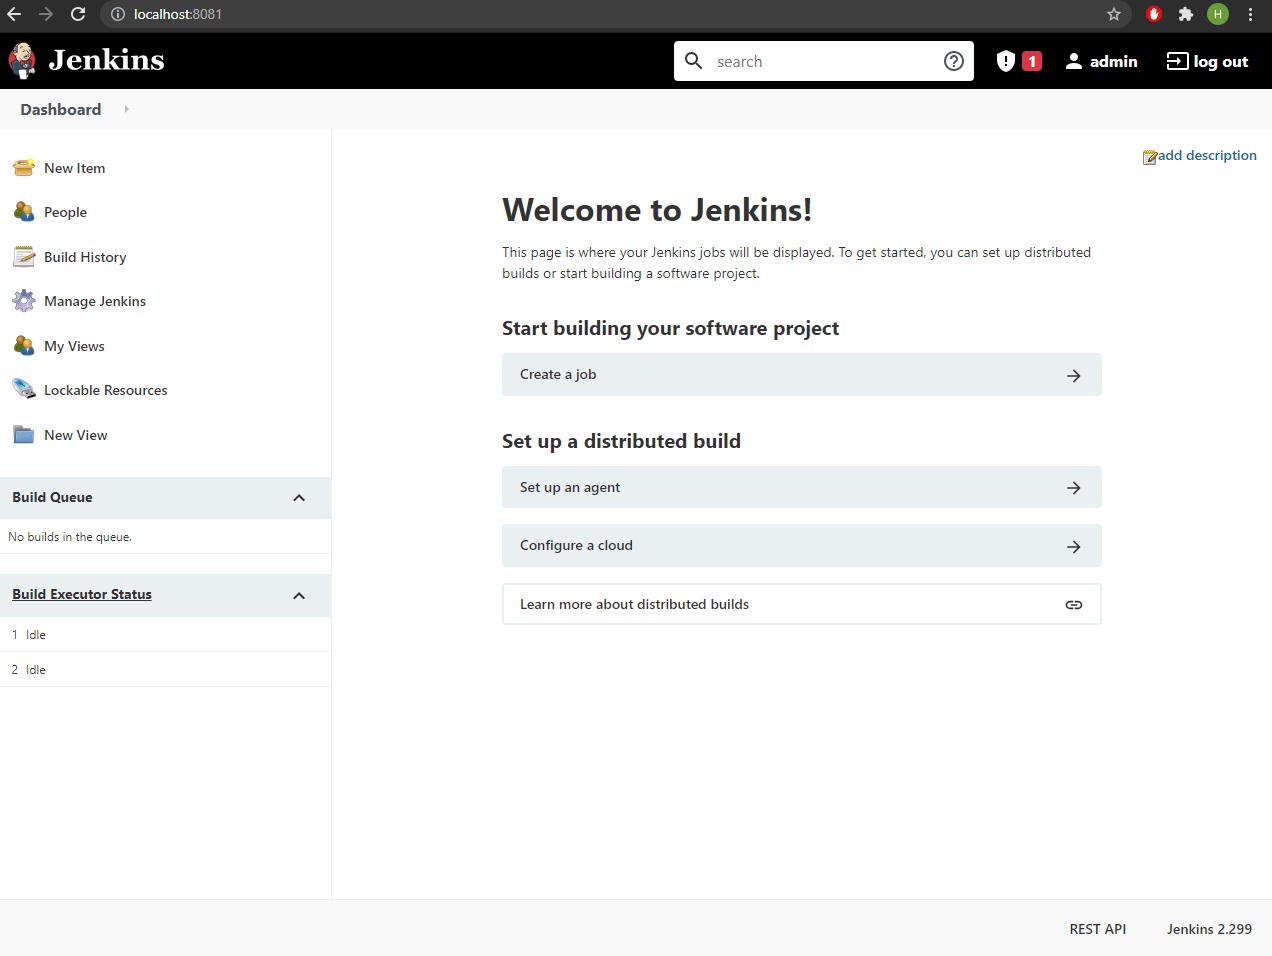 localhost:8081
Jenkins
search
1
admin
log out
H
Dashboard
New Item
People
Build History
Manage Jenkins
My Views
Lockable Resources
New View
Build Queue
No builds in the queue.
Build Executor Status
1 Idle
2 Idle
add description
Welcome to Jenkins!
This page is where your Jenkins jobs will be displayed. To get started, you can set up distributed
builds or start building a software project.
Start building your software project
Create a job
Set up a distributed build
Set up an agent
Configure a cloud
Learn more about distributed builds
REST API
Jenkins 2.299